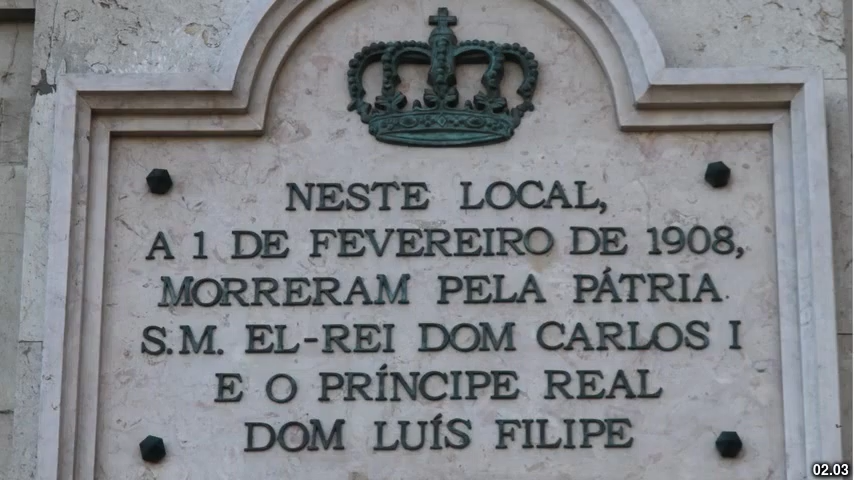 NESTE LOCAL,
A 1 DE FEVEREIRO DE 1908,
MORRERAM PELA PÁTRIA
S.M. EL-REI DOM CARLOS I
E O PRÍNCIPE REAL
DOM LUÍS FILIPE
02.03